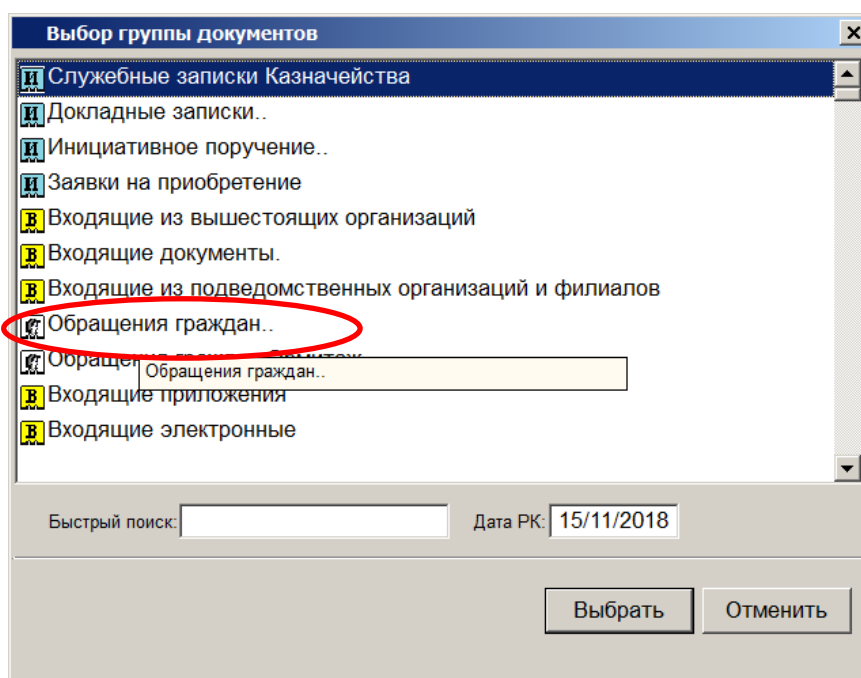 Выбор группы документов
Служебные записки Казначейства
Докладные записки..
Инициативное поручение..
Заявки на приобретение
Входящие из вышестоящих организаций
Входящие документы.
Входящие из подведомственных организаций и филиалов
Обращения граждан..
Обращения
Обращения граждан..
Входящие приложения
Входящие электронные
Быстрый поиск:
Дата РК: 15/11/2018
Выбрать Отменить